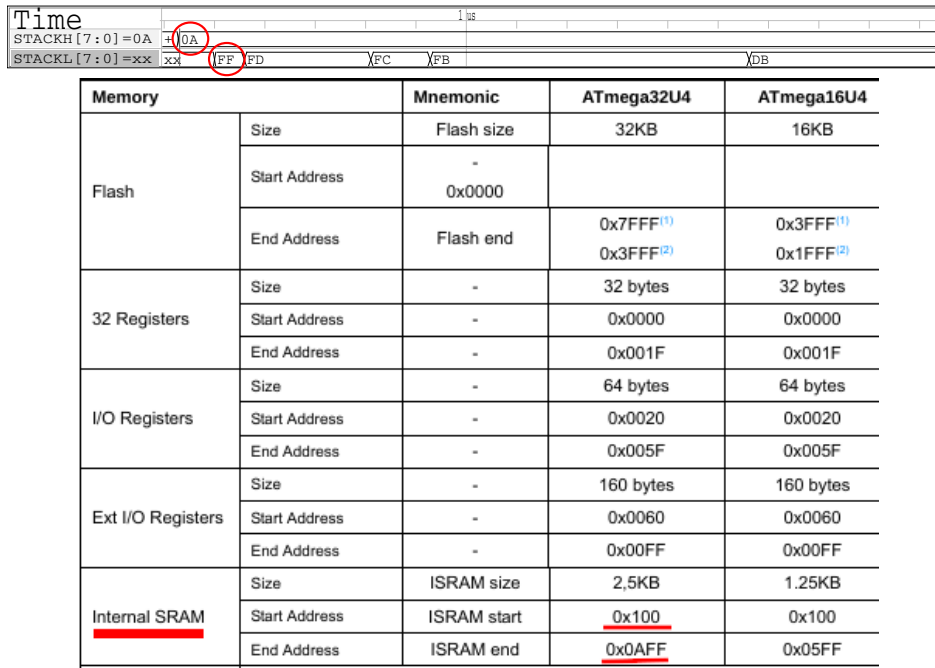 Time
1 us
STACKH[7:0]=0A + 0A
STACKL[7:0]=xx xx FF FD FC FB DB
Memory Mnemonic ATmega32U4 ATmega16U4
Size Flash size 32KB 16KB
Flash Start Address - 0x0000
End Address Flash end 0x7FFF(1) 0x3FFF(1)
0x3FFF(2) 0x1FFF(2)
Size - 32 bytes 32 bytes
32 Registers Start Address - 0x0000 0x0000
End Address - 0x001F 0x001F
Size - 64 bytes 64 bytes
I/O Registers Start Address - 0x0020 0x0020
End Address - 0x005F 0x005F
Size - 160 bytes 160 bytes
Ext I/O Registers Start Address - 0x0060 0x0060
End Address - 0x00FF 0x00FF
Size ISRAM size 2,5KB 1.25KB
Internal SRAM Start Address ISRAM start 0x100 0x100
End Address ISRAM end 0x0AFF 0x05FF